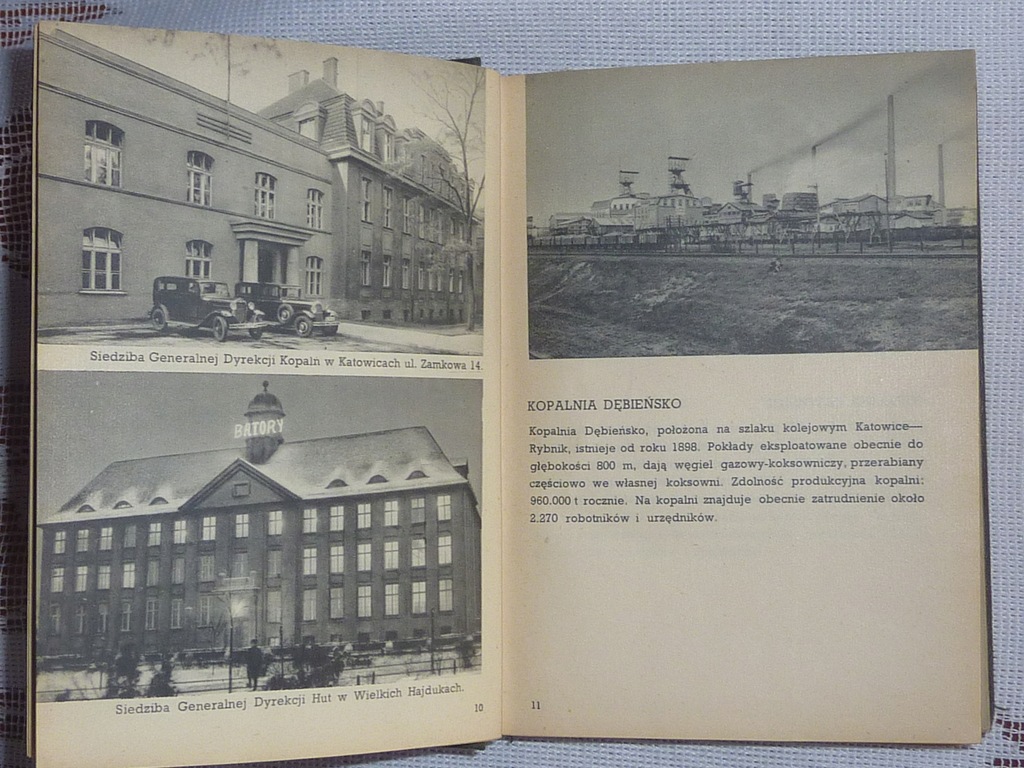 Siedziba Generalnej Dyrekcji Kopaln w Katowicach ul. Zamkowa 14.
BATORY
Siedziba Generalnej Dyrekcji Hut w Wielkich Hajdukach.
10
KOPALNIA DĘBIEŃSKO
Kopalnia Dębieńsko, położona na szlaku kolejowym Katowice—
Rybnik, istnieje od roku 1898. Pokłady eksploatowane obecnie do
głębokości 800 m, dają węgiel gazowy-koksowniczy, przerabiany
częściowo we własnej koksowni. Zdolność produkcyjna kopalni:
960.000 t rocznie. Na kopalni znajduje obecnie zatrudnienie około
2.270 robotników i urzędników.
11